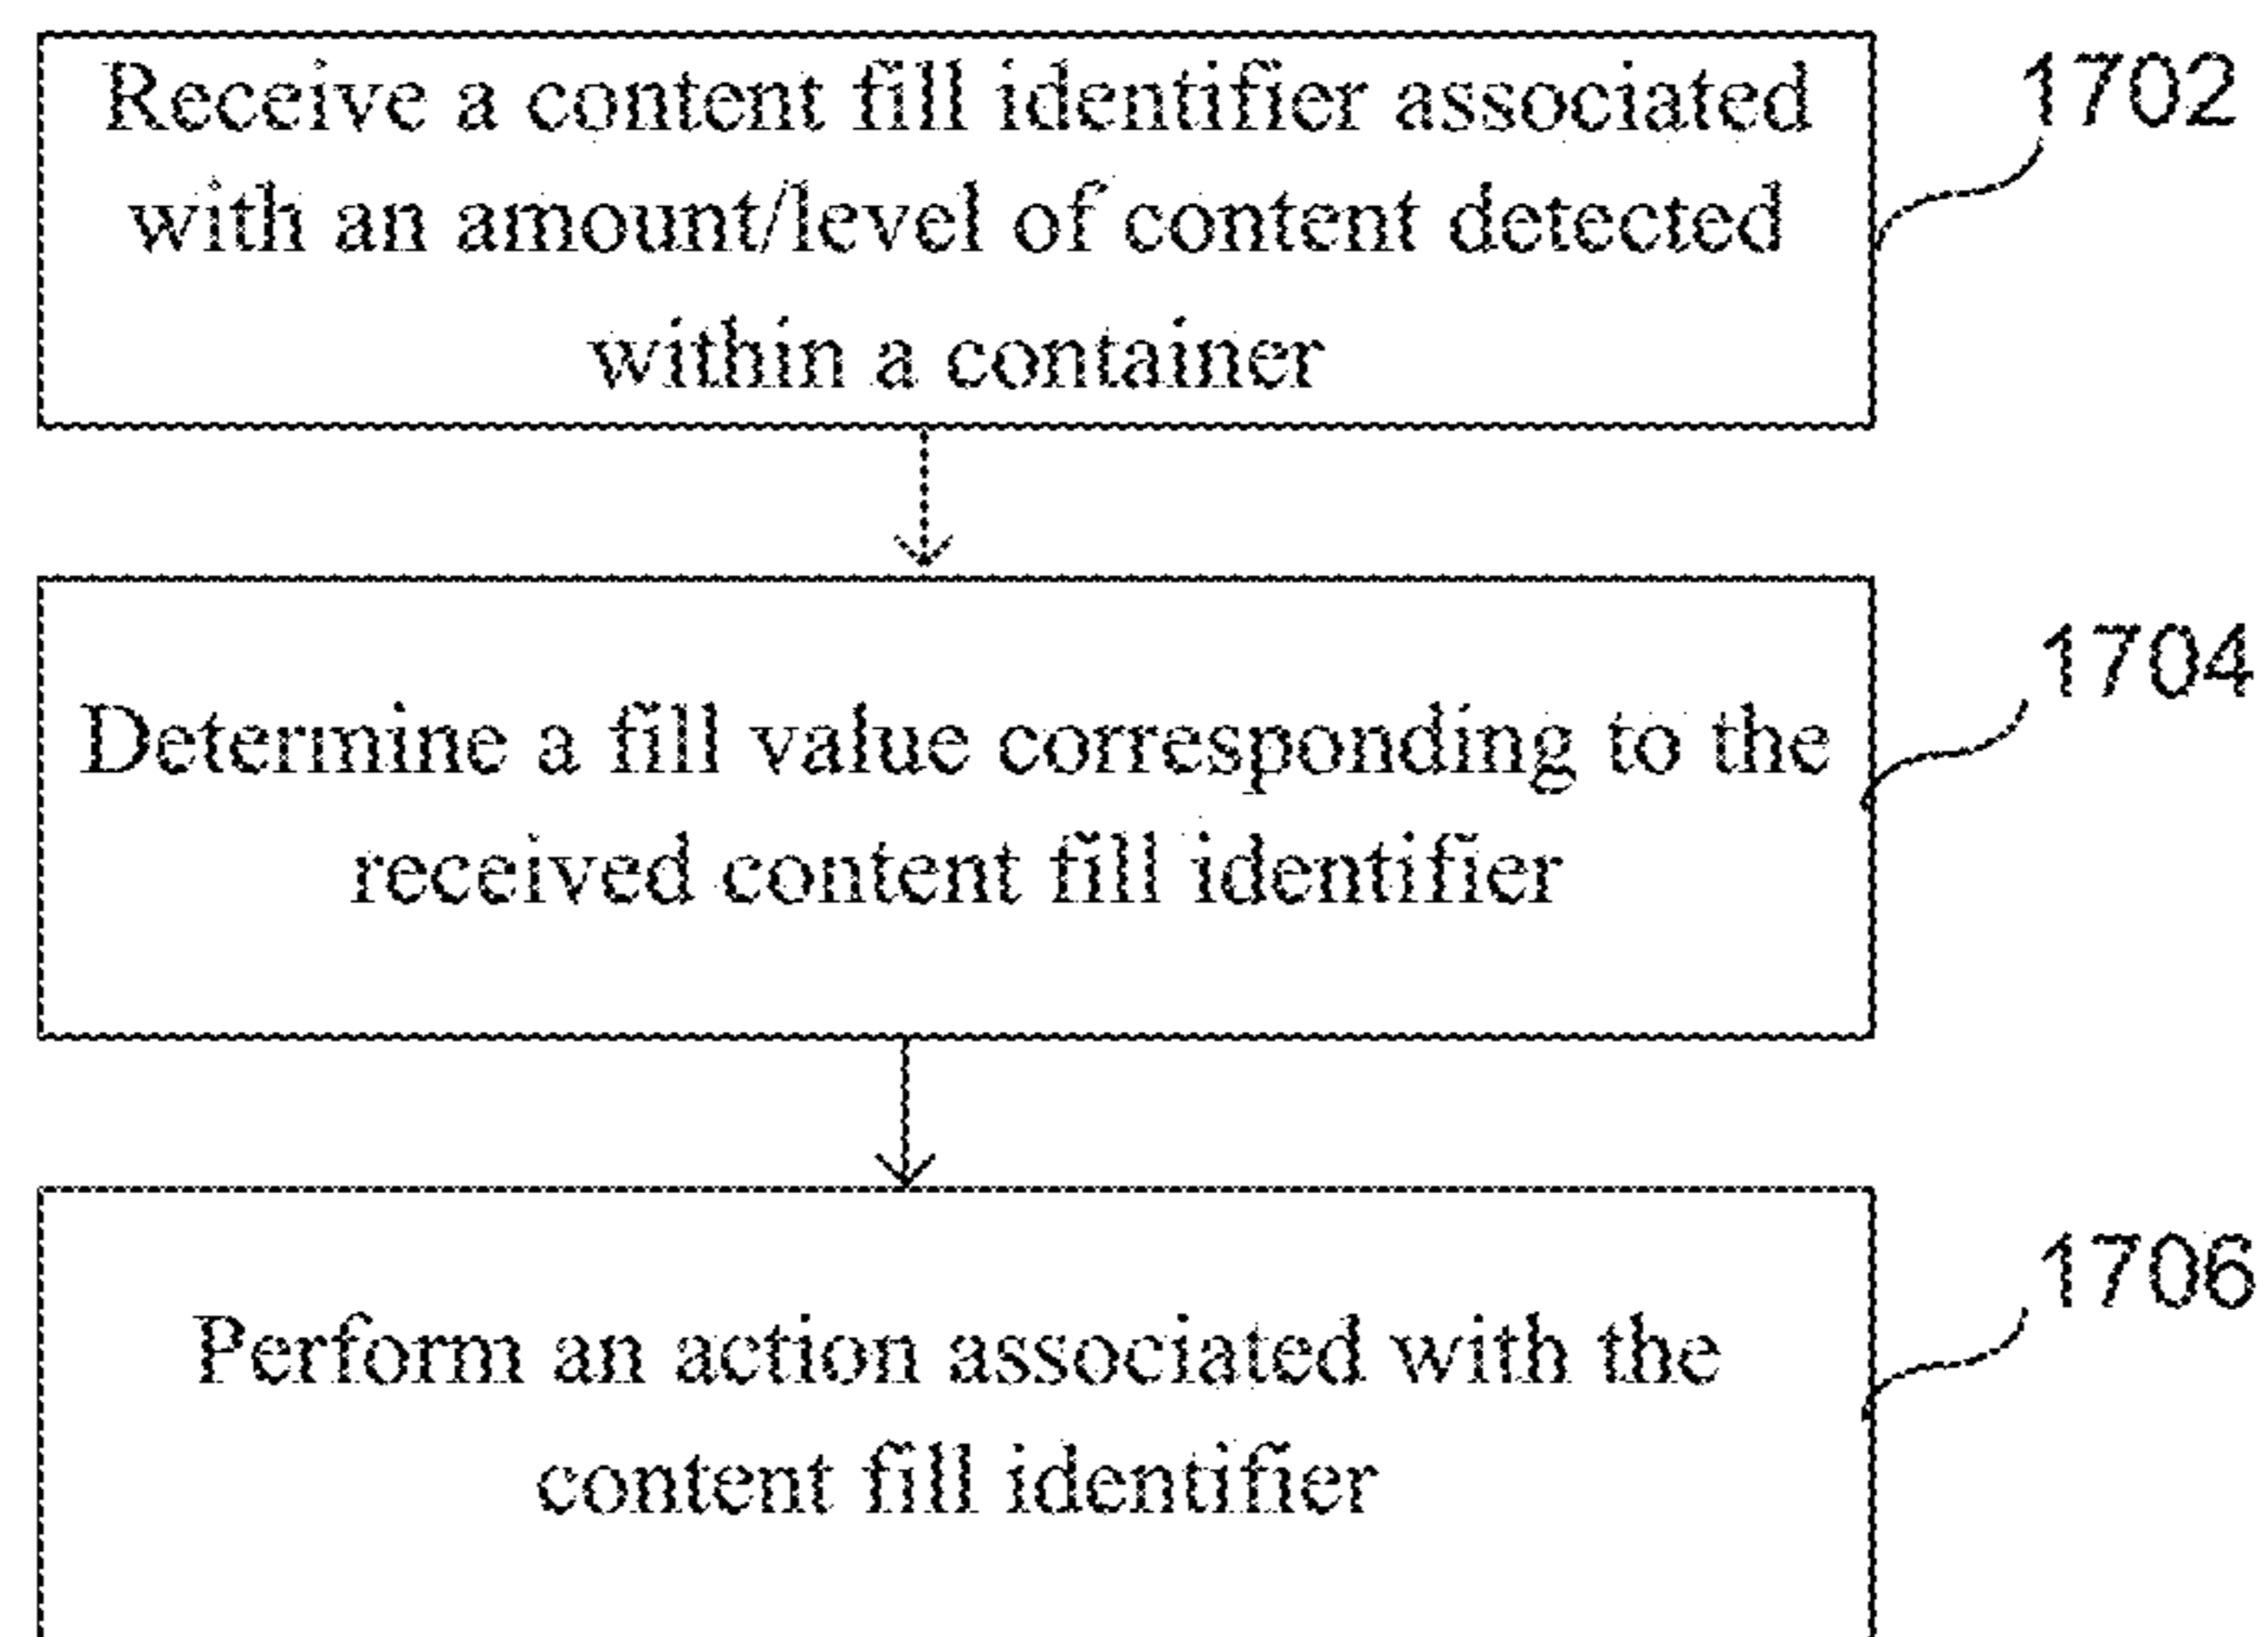 Receive a content fill identifier associated
with an amount/level of content detected
within a container
1702
Determine a fill value corresponding to the
received content fill identifier
1704
Perform an action associated with the
content fill identifier
1706